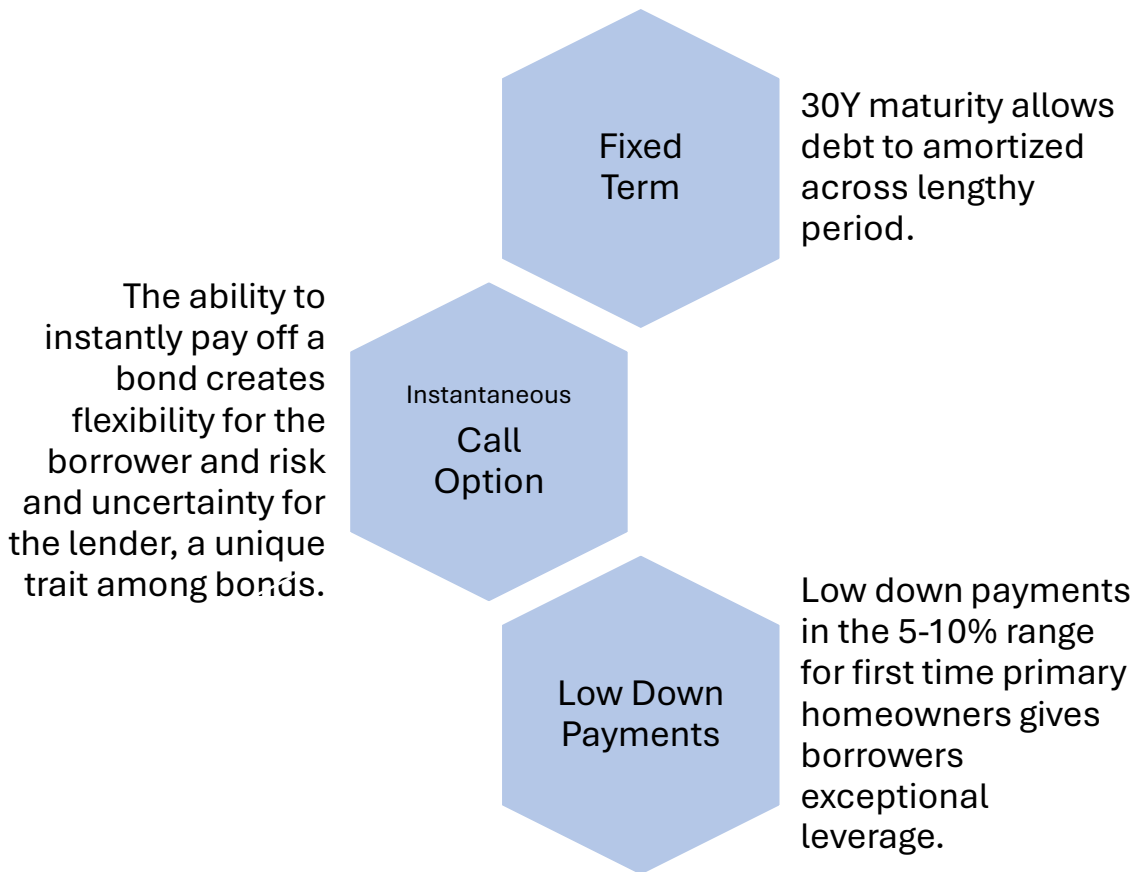 Fixed
Term
30Y maturity allows
debt to amortized
across lengthy
period.
The ability to
instantly pay off a
bond creates
flexibility for the
borrower and risk
and uncertainty for
the lender, a unique
trait among bonds.
Instantaneous
Call
Option
Low Down
Payments
Low down payments
in the 5-10% range
for first time primary
homeowners gives
borrowers
exceptional
leverage.